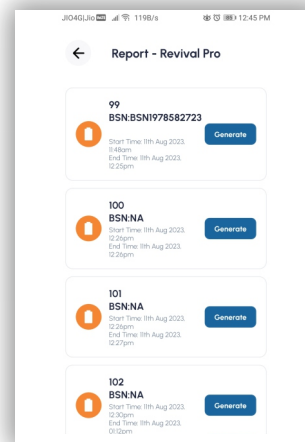 JIO4G|Jio 119B/s 12:45 PM
Report - Revival Pro
99
BSN:BSN1978582723
Start Time: 11th Aug 2023,
11:48am
End Time: 11th Aug 2023,
12:25pm
Generate
100
BSN:NA
Start Time: 11th Aug 2023,
12:26pm
End Time: 11th Aug 2023,
12:26pm
Generate
101
BSN:NA
Start Time: 11th Aug 2023,
12:26pm
End Time: 11th Aug 2023,
12:27pm
Generate
102
BSN:NA
Start Time: 11th Aug 2023,
12:30pm
End Time: 11th Aug 2023,
01:12pm
Generate